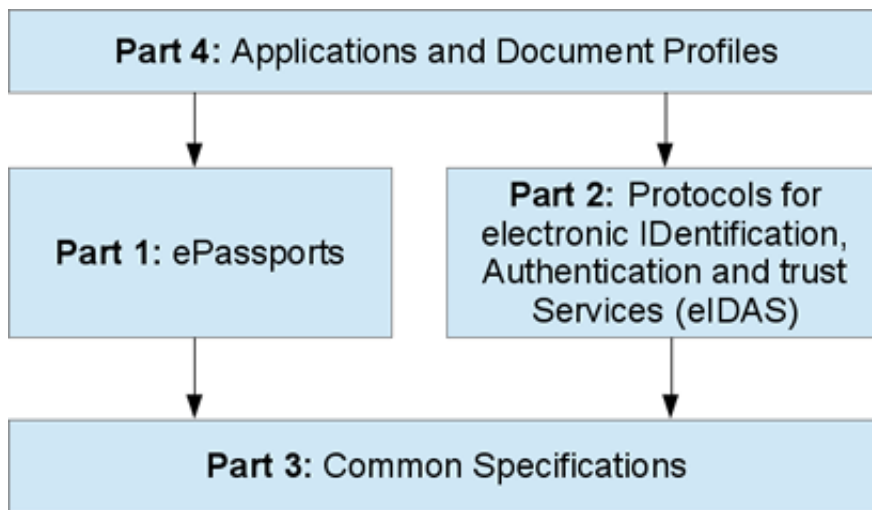 Part 4: Applications and Document Profiles
Part 1: ePassports
Part 2: Protocols for
electronic IDentification,
Authentication and trust
Services (eIDAS)
Part 3: Common Specifications